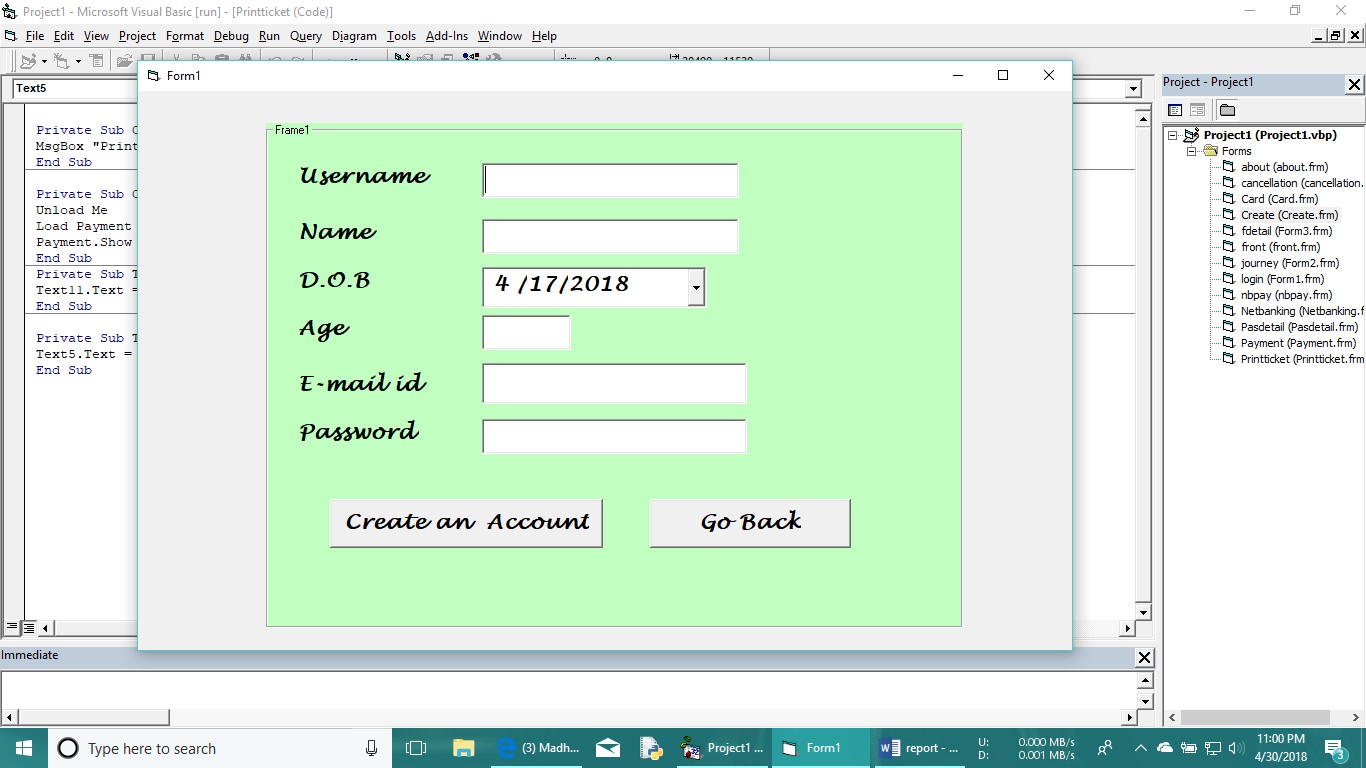 Project1 - Microsoft Visual Basic [run] - [Printticket (Code)]
File Edit View Project Format Debug Run Query Diagram Tools Add-Ins Window Help
Text5
Private Sub
MsgBox "Print
End Sub
Private Sub
Unload Me
Load Payment
Payment.Show
End Sub
Private Sub
Text11.Text =
End Sub
Private Sub
Text5.Text =
End Sub
Form1
Frame1
Username
Name
D.O.B 4 /17/2018
Age
E-mail id
Password
Create an Account Go Back
Project - Project1
Project1 (Project1.vbp)
Forms
about (about.frm)
cancellation (cancellation.
Card (Card.frm)
Create (Create.frm)
fdetail (Form3.frm)
front (front.frm)
journey (Form2.frm)
login (Form1.frm)
nbpay (nbpay.frm)
Netbanking (Netbanking.f
Pasdetail (Pasdetail.frm)
Payment (Payment.frm)
Printticket (Printticket.frm
Immediate
Type here to search
(3) Madh...
Project1 ...
Form1
report - ...
U: 0.000 MB/s
D: 0.001 MB/s
11:00 PM
4/30/2018
3